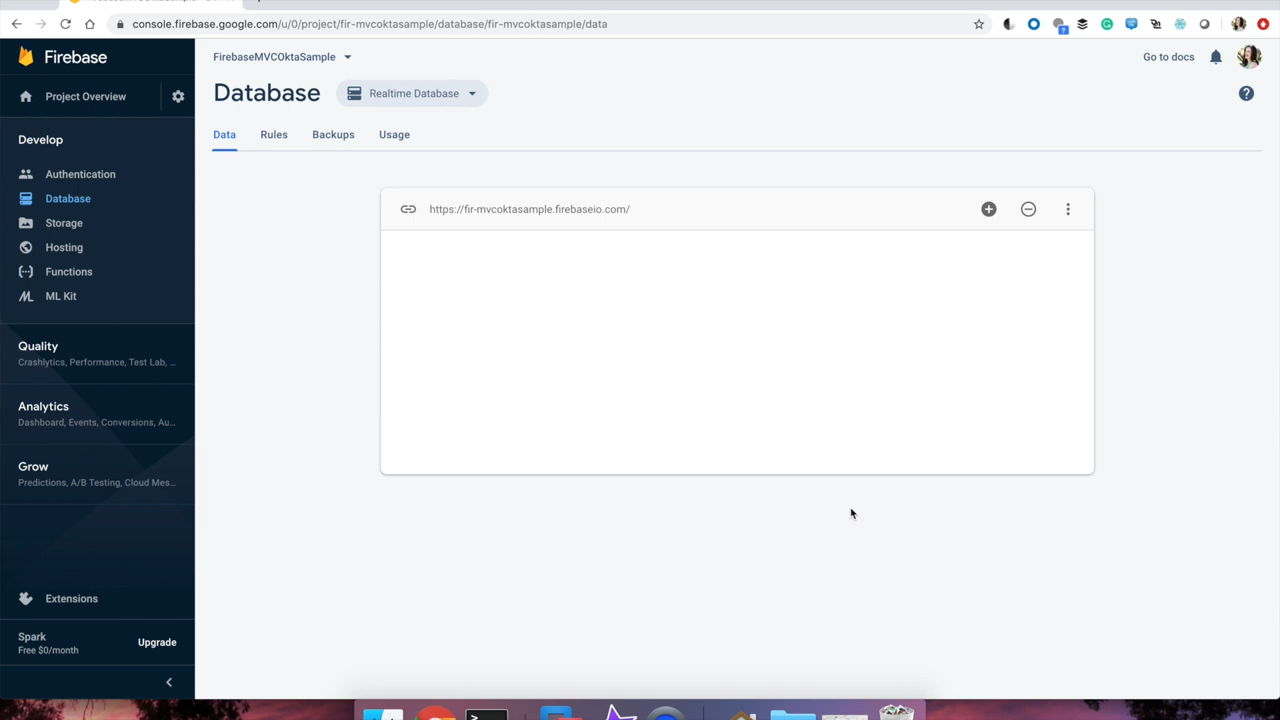 console.firebase.google.com/u/0/project/fir-mvcoktasample/database/fir-mvcoktasample/data
Firebase
FirebaseMVCOktaSample
Go to docs
Project Overview
Database
Realtime Database
Develop
Data
Rules
Backups
Usage
Authentication
Database
Storage
Hosting
Functions
ML Kit
https://fir-mvcoktasample.firebaseio.com/
Quality
Crashlytics, Performance, Test Lab, ...
Analytics
Dashboard, Events, Conversions, Au...
Grow
Predictions, A/B Testing, Cloud Mes...
Extensions
Spark
Free $0/month
Upgrade